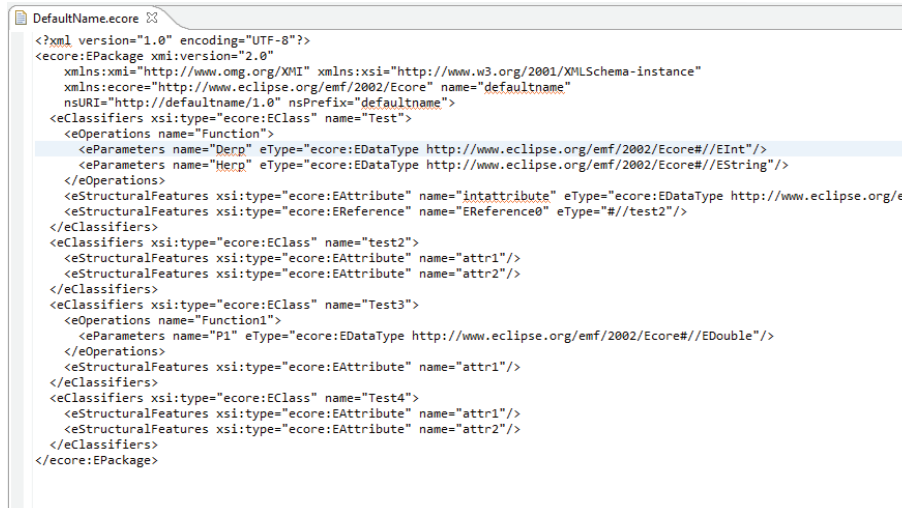 DefaultName.ecore
<?xml version="1.0" encoding="UTF-8"?>
<ecore:EPackage xmi:version="2.0"
    xmlns:xmi="http://www.omg.org/XMI" xmlns:xsi="http://www.w3.org/2001/XMLSchema-instance"
    xmlns:ecore="http://www.eclipse.org/emf/2002/Ecore" name="defaultname"
    nsURI="http://defaultname/1.0" nsPrefix="defaultname">
  <eClassifiers xsi:type="ecore:EClass" name="Test">
    <eOperations name="Function">
      <eParameters name="Derp" eType="ecore:EDataType http://www.eclipse.org/emf/2002/Ecore#//EInt"/>
      <eParameters name="Herp" eType="ecore:EDataType http://www.eclipse.org/emf/2002/Ecore#//EString"/>
    </eOperations>
    <eStructuralFeatures xsi:type="ecore:EAttribute" name="intattribute" eType="ecore:EDataType http://www.eclipse.org/e
    <eStructuralFeatures xsi:type="ecore:EReference" name="EReference0" eType="#//test2"/>
  </eClassifiers>
  <eClassifiers xsi:type="ecore:EClass" name="test2">
    <eStructuralFeatures xsi:type="ecore:EAttribute" name="attr1"/>
    <eStructuralFeatures xsi:type="ecore:EAttribute" name="attr2"/>
  </eClassifiers>
  <eClassifiers xsi:type="ecore:EClass" name="Test3">
    <eOperations name="Function1">
      <eParameters name="P1" eType="ecore:EDataType http://www.eclipse.org/emf/2002/Ecore#//EDouble"/>
    </eOperations>
    <eStructuralFeatures xsi:type="ecore:EAttribute" name="attr1"/>
  </eClassifiers>
  <eClassifiers xsi:type="ecore:EClass" name="Test4">
    <eStructuralFeatures xsi:type="ecore:EAttribute" name="attr1"/>
    <eStructuralFeatures xsi:type="ecore:EAttribute" name="attr2"/>
  </eClassifiers>
</ecore:EPackage>